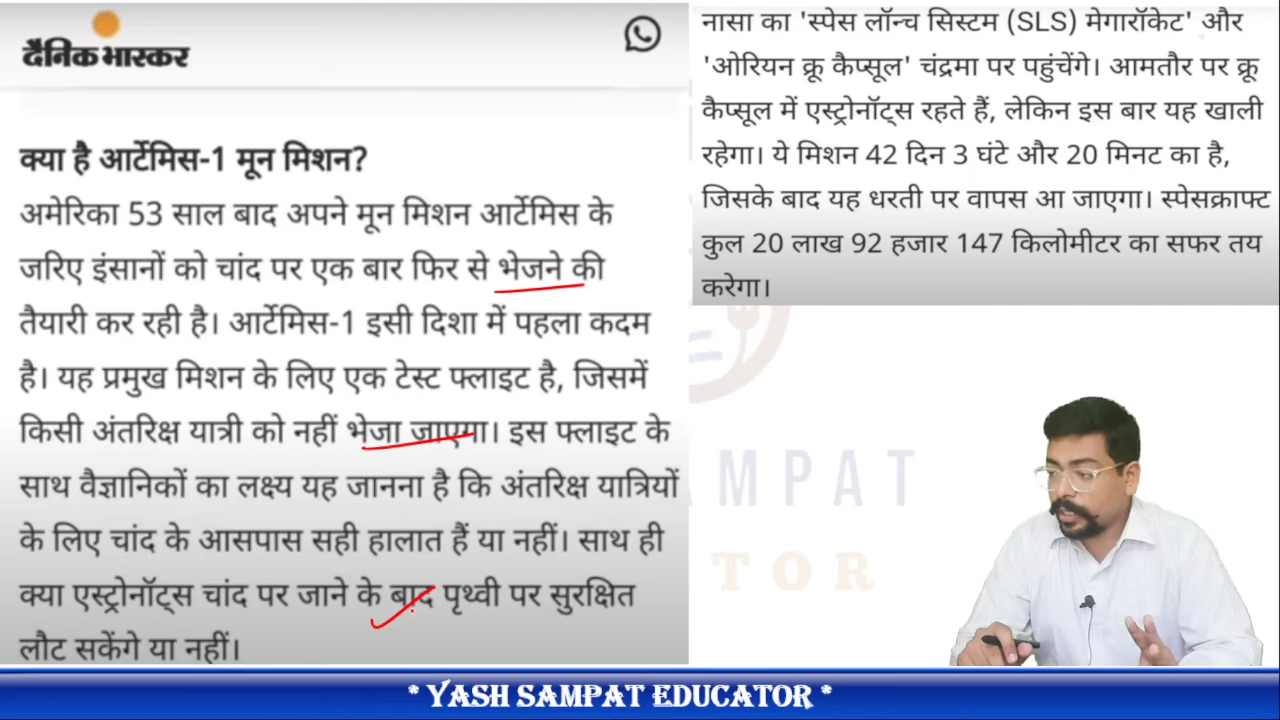 दैनिक भास्कर
क्या है आर्टेमिस-1 मून मिशन?
अमेरिका 53 साल बाद अपने मून मिशन आर्टेमिस के
जरिए इंसानों को चांद पर एक बार फिर से भेजने की
तैयारी कर रही है। आर्टेमिस-1 इसी दिशा में पहला कदम
है। यह प्रमुख मिशन के लिए एक टेस्ट फ्लाइट है, जिसमें
किसी अंतरिक्ष यात्री को नहीं भेजा जाएगा। इस फ्लाइट के
साथ वैज्ञानिकों का लक्ष्य यह जानना है कि अंतरिक्ष यात्रियों
के लिए चांद के आसपास सही हालात हैं या नहीं। साथ ही
क्या एस्ट्रोनॉट्स चांद पर जाने के बाद पृथ्वी पर सुरक्षित
लौट सकेंगे या नहीं।
नासा का 'स्पेस लॉन्च सिस्टम (SLS) मेगारॉकेट' और
'ओरियन क्रू कैप्सूल' चंद्रमा पर पहुंचेंगे। आमतौर पर क्रू
कैप्सूल में एस्ट्रोनॉट्स रहते हैं, लेकिन इस बार यह खाली
रहेगा। ये मिशन 42 दिन 3 घंटे और 20 मिनट का है,
जिसके बाद यह धरती पर वापस आ जाएगा। स्पेसक्राफ्ट
कुल 20 लाख 92 हजार 147 किलोमीटर का सफर तय
करेगा।
AMPAT
TOR
* YASH SAMPAT EDUCATOR *